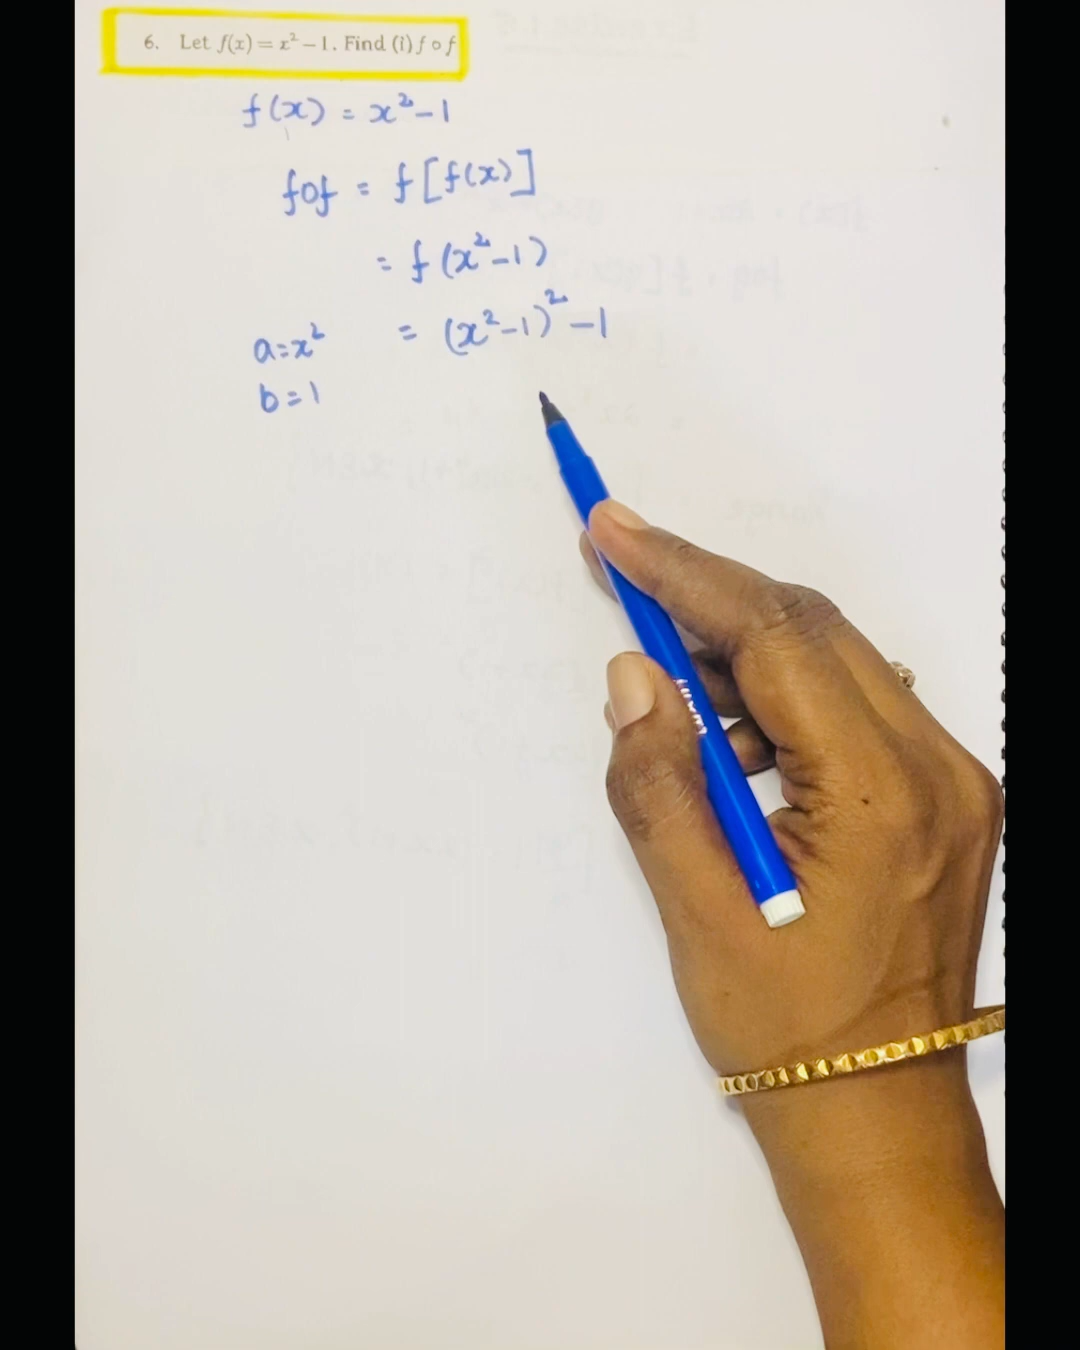 6. Let f(x) = x² – 1. Find (i) f ∘ f
f(x) = x² – 1
fof = f[f(x)]
= f(x² – 1)
a = x² = (x² – 1)² – 1
b = 1